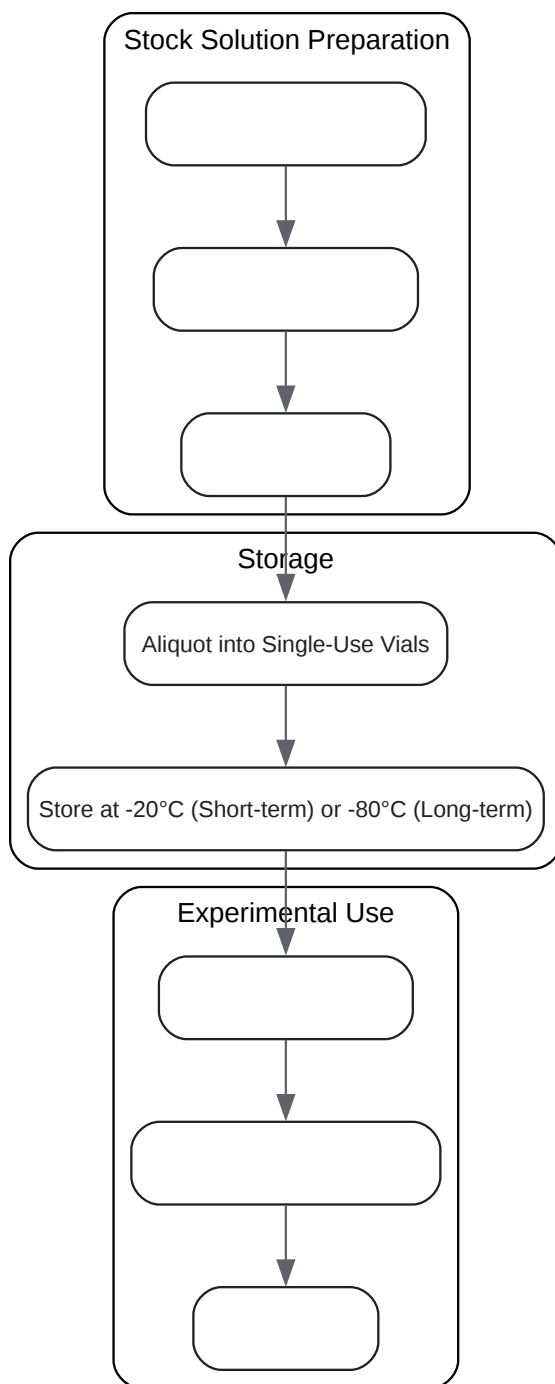 Stock Solution Preparation
Storage
Aliquot into Single-Use Vials
Store at -20°C (Short-term) or -80°C (Long-term)
Experimental Use